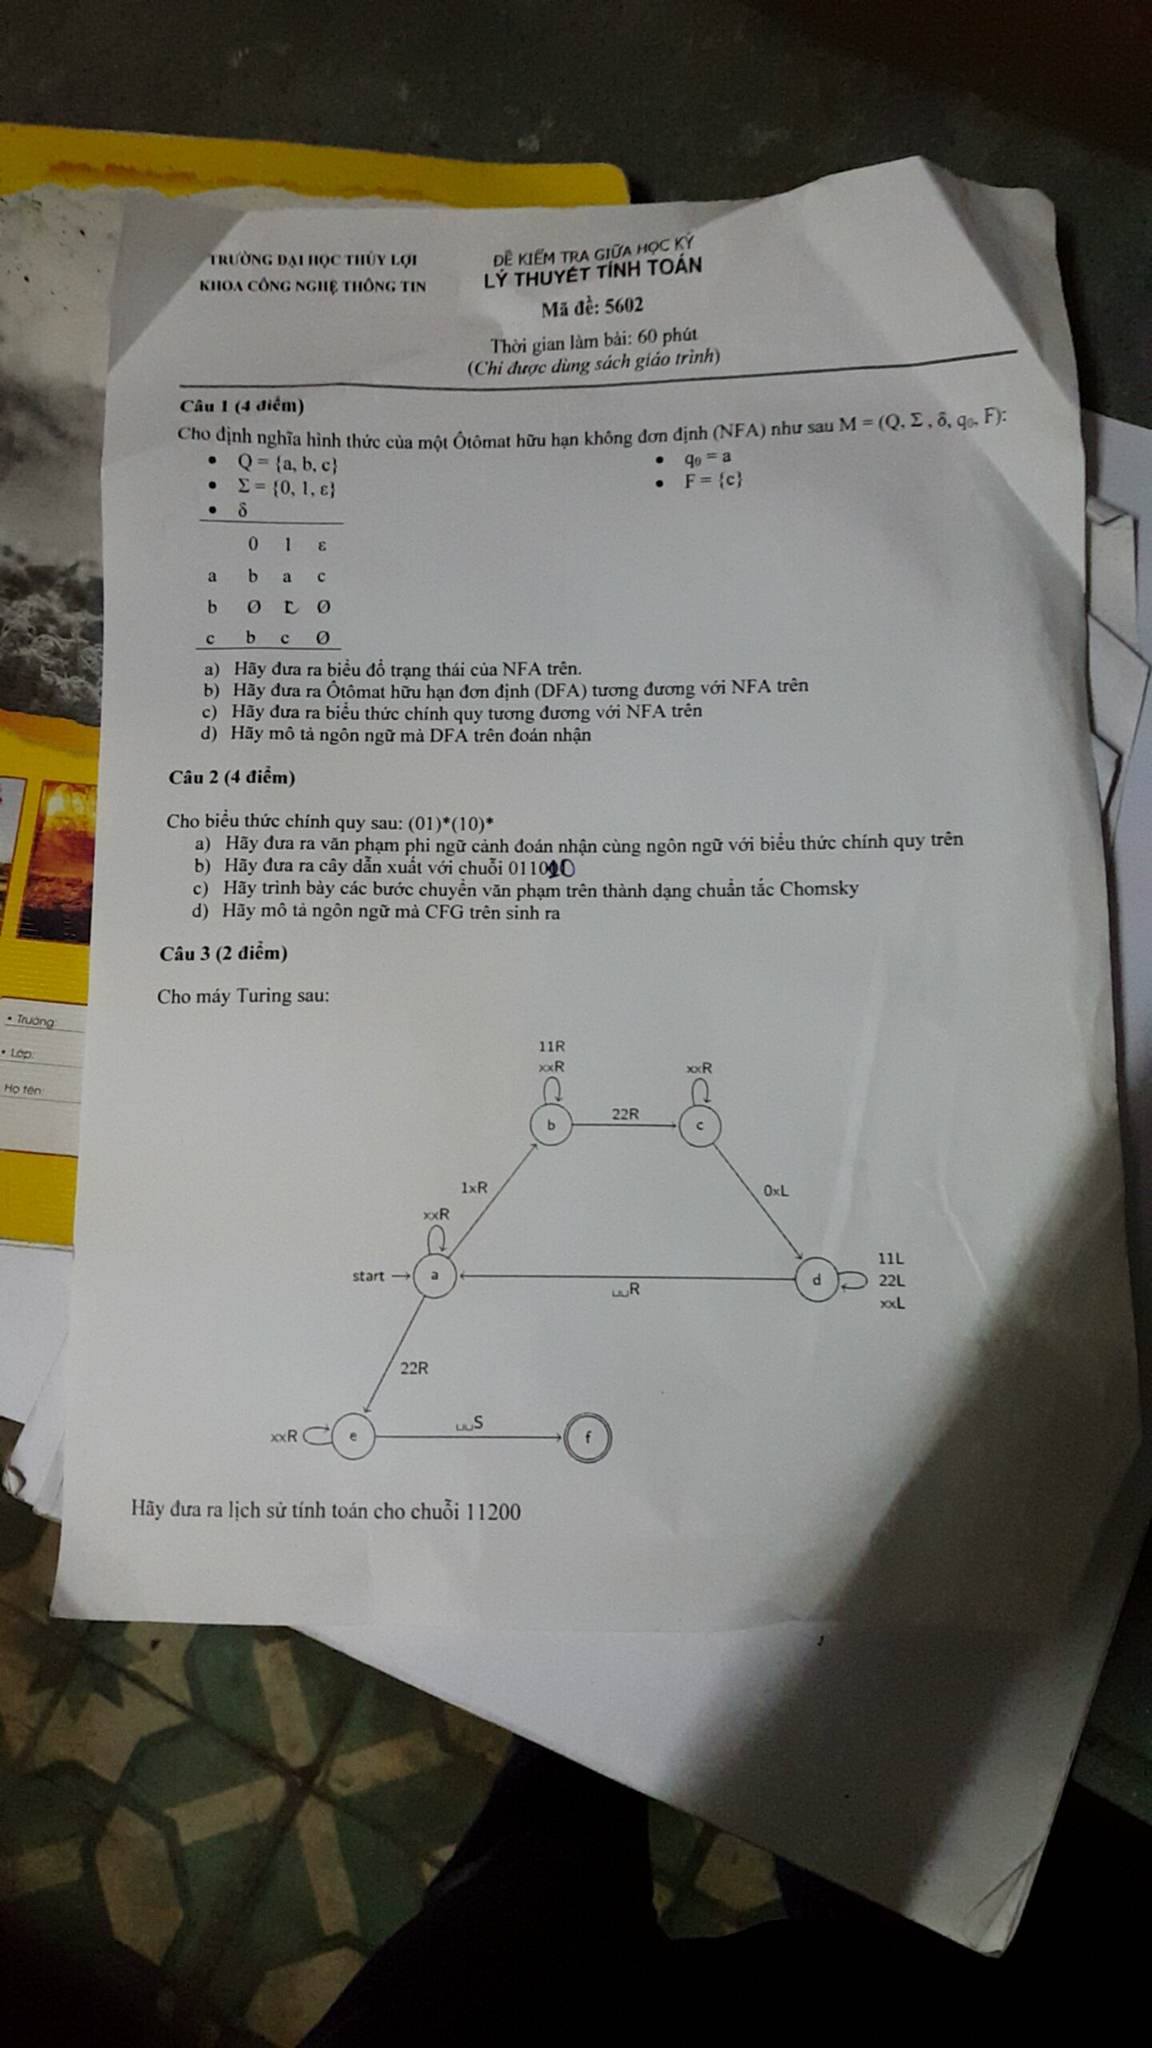 TRƯỜNG ĐẠI HỌC THỦY LỢI
KHOA CÔNG NGHỆ THÔNG TIN
ĐỀ KIỂM TRA GIỮA HỌC KỲ
LÝ THUYẾT TÍNH TOÁN
Mã đề: 5602
Thời gian làm bài: 60 phút
(Chỉ được dùng sách giáo trình)
Câu 1 (4 điểm)
Cho định nghĩa hình thức của một Ôtômat hữu hạn không đơn định (NFA) như sau M = (Q, Σ , δ, q₀, F):
• Q = {a, b, c}
• Σ = {0, 1, ε}
• δ
• q₀ = a
• F = {c}
0 1 ε
a b a c
b Ø Ø
c b c Ø
a) Hãy đưa ra biểu đồ trạng thái của NFA trên.
b) Hãy đưa ra Ôtômat hữu hạn đơn định (DFA) tương đương với NFA trên
c) Hãy đưa ra biểu thức chính quy tương đương với NFA trên
d) Hãy mô tả ngôn ngữ mà DFA trên đoán nhận
Câu 2 (4 điểm)
Cho biểu thức chính quy sau: (01)*(10)*
a) Hãy đưa ra văn phạm phi ngữ cảnh đoán nhận cùng ngôn ngữ với biểu thức chính quy trên
b) Hãy đưa ra cây dẫn xuất với chuỗi 011010
c) Hãy trình bày các bước chuyển văn phạm trên thành dạng chuẩn tắc Chomsky
d) Hãy mô tả ngôn ngữ mà CFG trên sinh ra
Câu 3 (2 điểm)
Cho máy Turing sau:
11R
xxR
xxR
b
22R
c
1xR
0xL
xxR
start
a
d
11L
22L
xxL
␣␣R
22R
xxR
e
␣␣S
f
Hãy đưa ra lịch sử tính toán cho chuỗi 11200
• Trường:
• Lớp:
Họ tên: